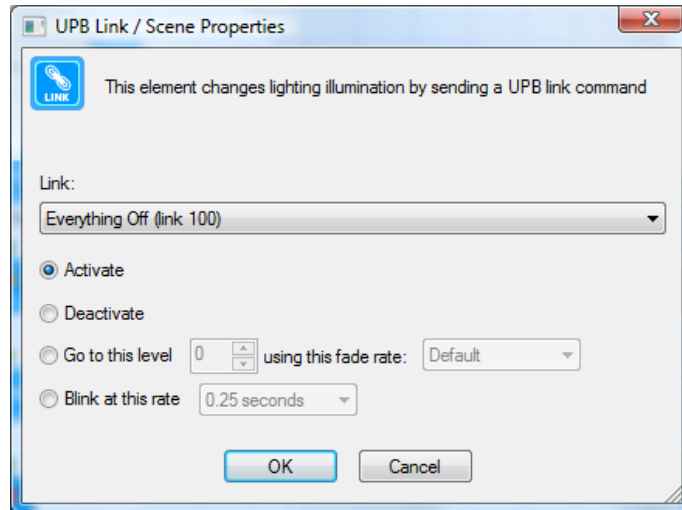 UPB Link / Scene Properties
LINK
This element changes lighting illumination by sending a UPB link command
Link:
Everything Off (link 100)
Activate
Deactivate
Go to this level 0 using this fade rate: Default
Blink at this rate 0.25 seconds
OK Cancel